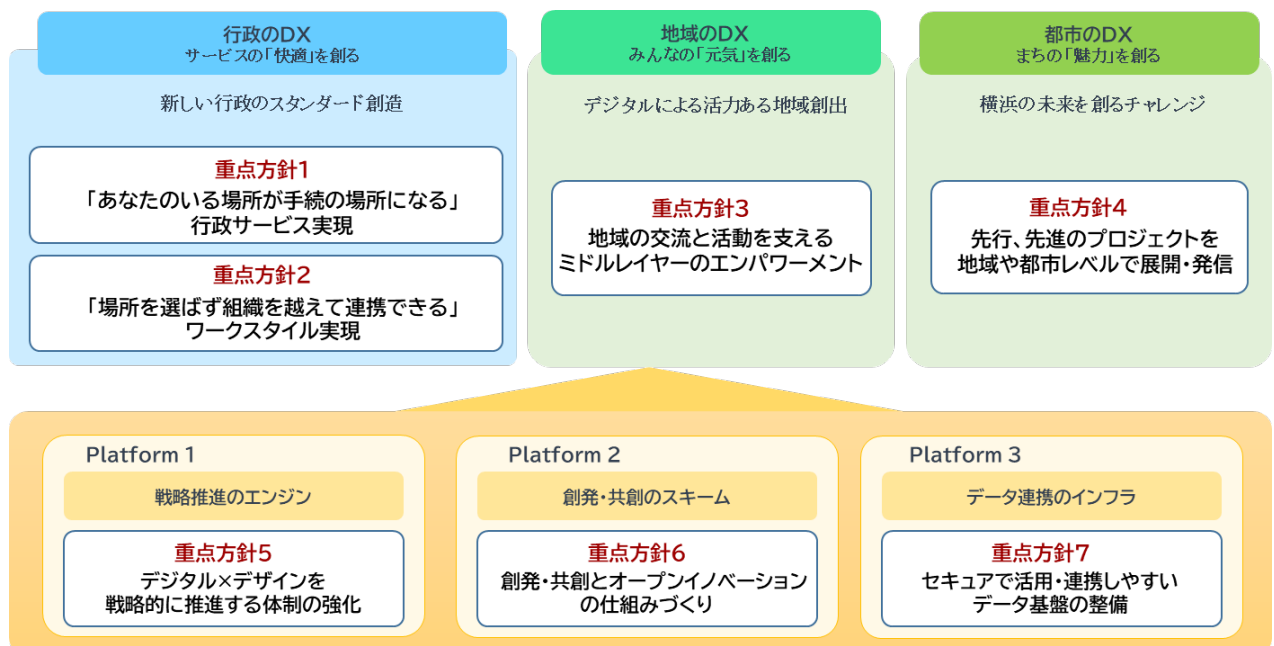 行政のDX
サービスの「快適」を創る
新しい行政のスタンダード創造
重点方針1
「あなたのいる場所が手続の場所になる」
行政サービス実現
重点方針2
「場所を選ばず組織を越えて連携できる」
ワークスタイル実現
地域のDX
みんなの「元気」を創る
デジタルによる活力ある地域創出
重点方針3
地域の交流と活動を支える
ミドルレイヤーのエンパワーメント
都市のDX
まちの「魅力」を創る
横浜の未来を創るチャレンジ
重点方針4
先行、先進のプロジェクトを
地域や都市レベルで展開・発信
Platform 1
戦略推進のエンジン
重点方針5
デジタル×デザインを
戦略的に推進する体制の強化
Platform 2
創発・共創のスキーム
重点方針6
創発・共創とオープンイノベーション
の仕組みづくり
Platform 3
データ連携のインフラ
重点方針7
セキュアで活用・連携しやすい
データ基盤の整備